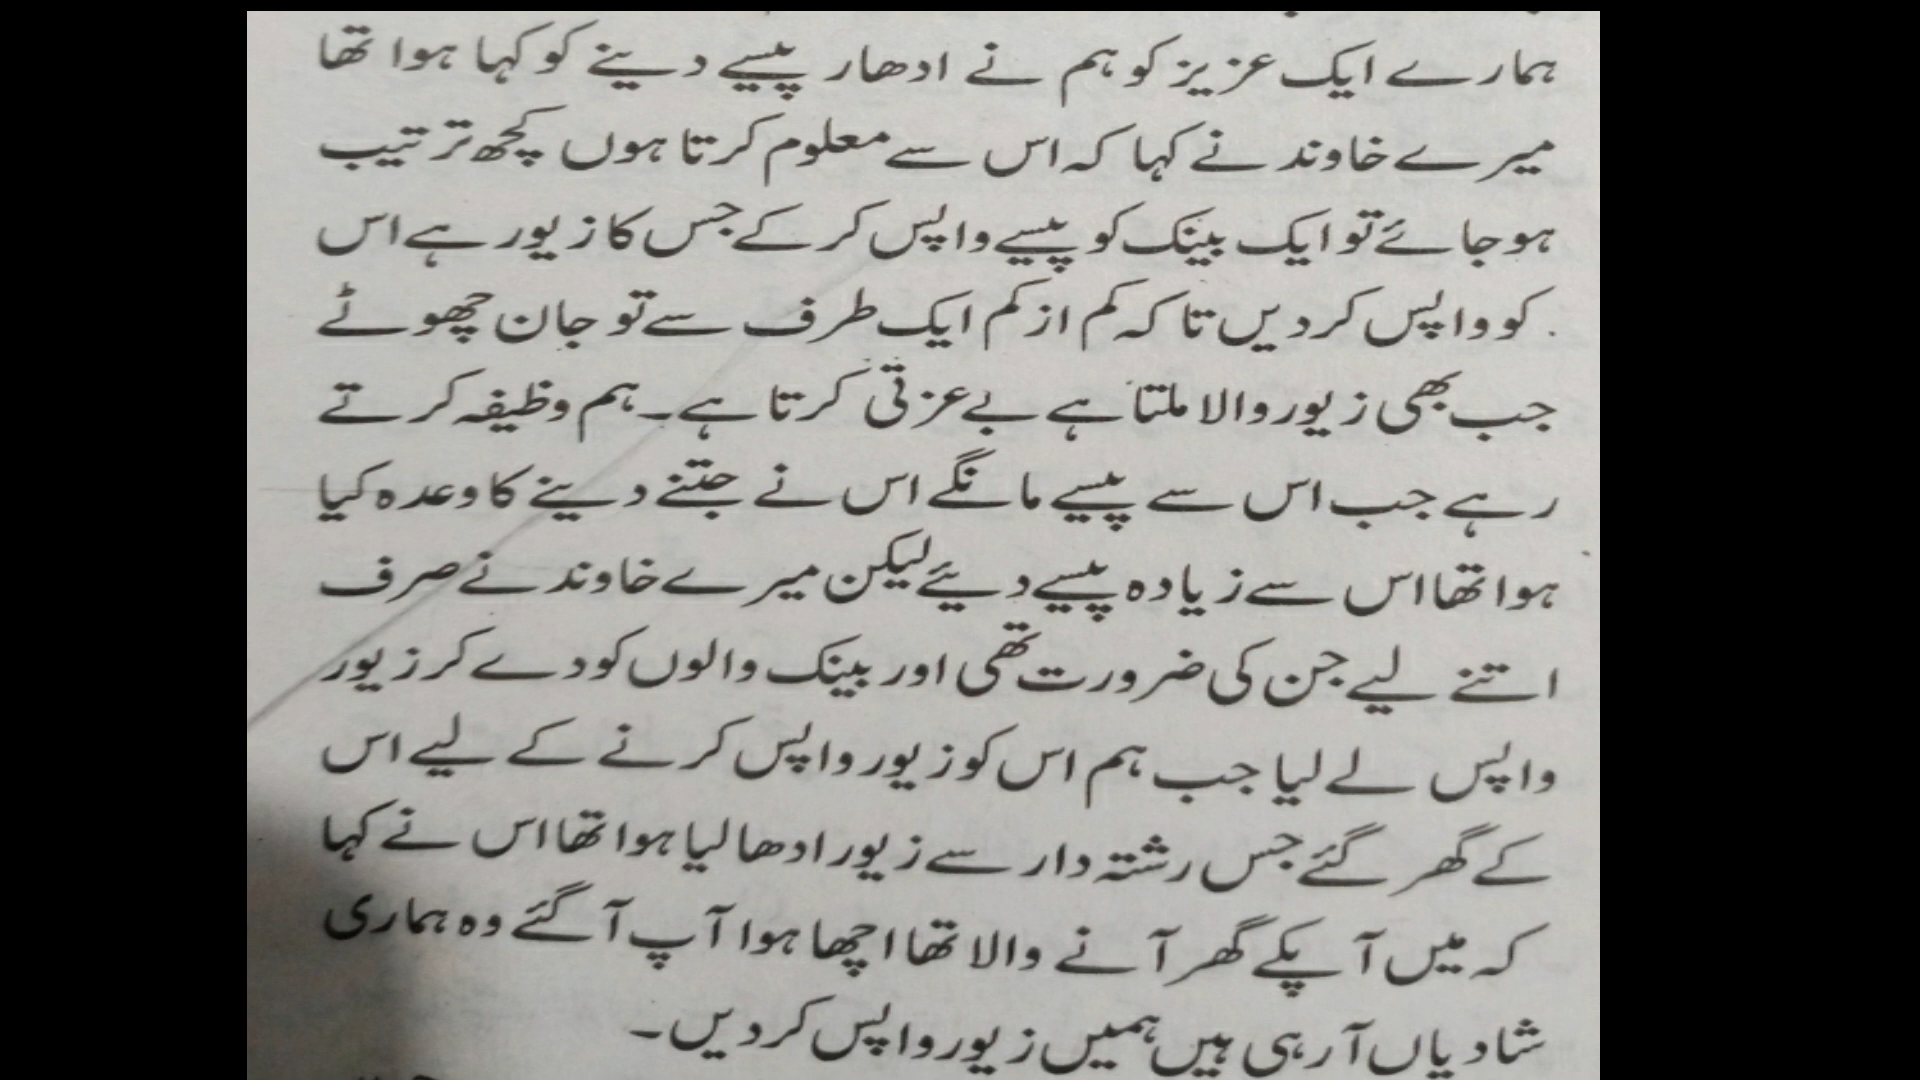 ہمارے ایک عزیز کو ہم نے ادھار پیسے دینے کو کہا ہوا تھا
میرے خاوند نے کہا کہ اس سے معلوم کرتا ہوں کچھ ترتیب
ہو جائے تو ایک بینک کو پیسے واپس کر کے جس کا زیور ہے اس
کو واپس کر دیں تا کہ کم از کم ایک طرف سے تو جان چھوٹے
جب بھی زیور والا ملتا ہے بے عزتی کرتا ہے۔ ہم وظیفہ کرتے
رہے جب اس سے پیسے مانگے اس نے جتنے دینے کا وعدہ کیا
ہوا تھا اس سے زیادہ پیسے دیئے لیکن میرے خاوند نے صرف
اتنے لیے جن کی ضرورت تھی اور بینک والوں کو دے کر زیور
واپس لے لیا جب ہم اس کو زیور واپس کرنے کے لیے اس
کے گھر گئے جس رشتہ دار سے زیور ادھا لیا ہوا تھا اس نے کہا
کہ میں آپکے گھر آنے والا تھا اچھا ہوا آپ آ گئے وہ ہماری
شادیاں آ رہی ہیں ہمیں زیور واپس کر دیں۔